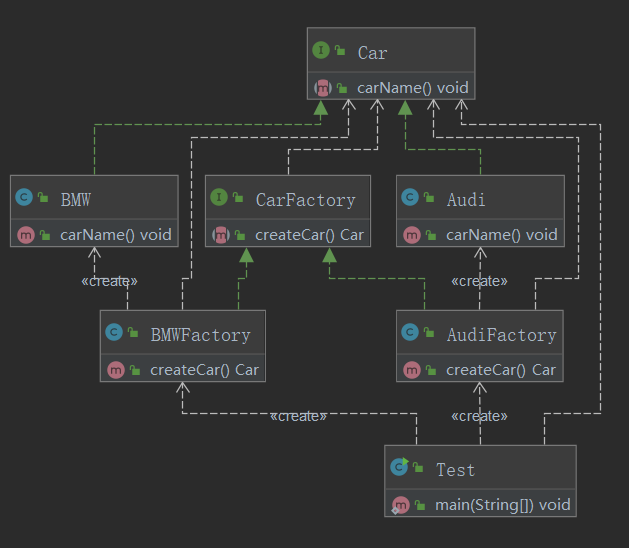 Car
carName() void
BMW
carName() void
CarFactory
createCar() Car
Audi
carName() void
«create»
«create»
BMWFactory
createCar() Car
AudiFactory
createCar() Car
«create»
«create»
Test
main(String[]) void